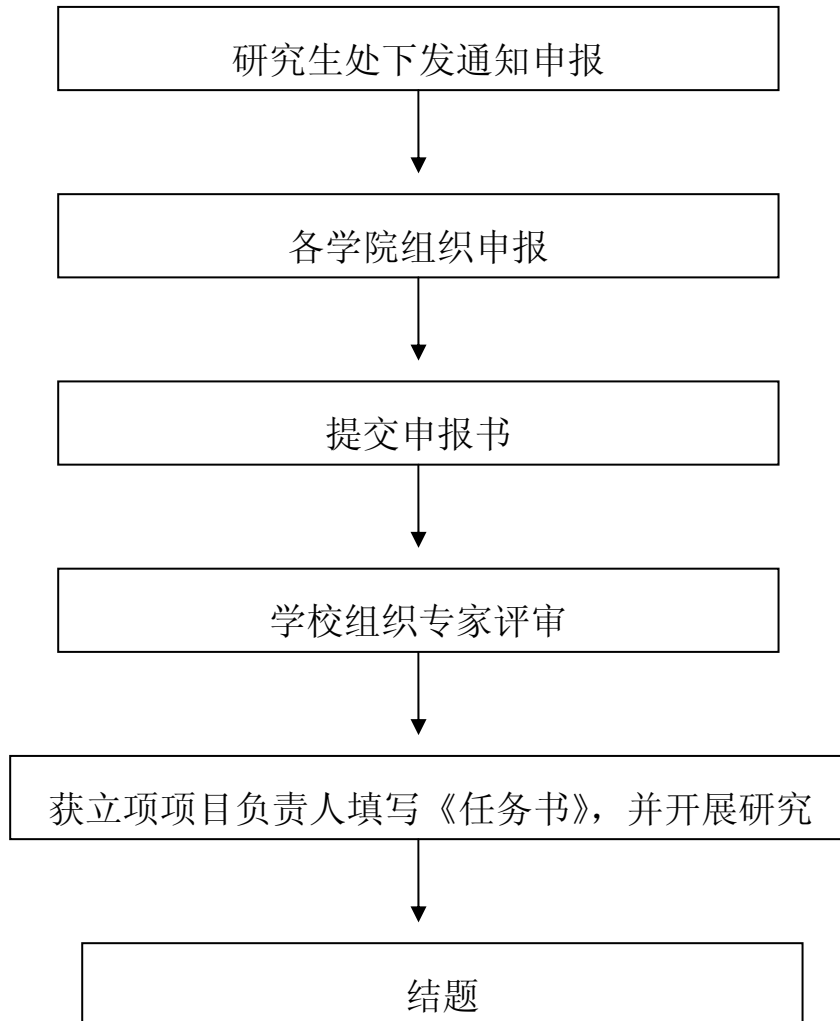 研究生处下发通知申报
各学院组织申报
提交申报书
学校组织专家评审
获立项项目负责人填写《任务书》，并开展研究
结题